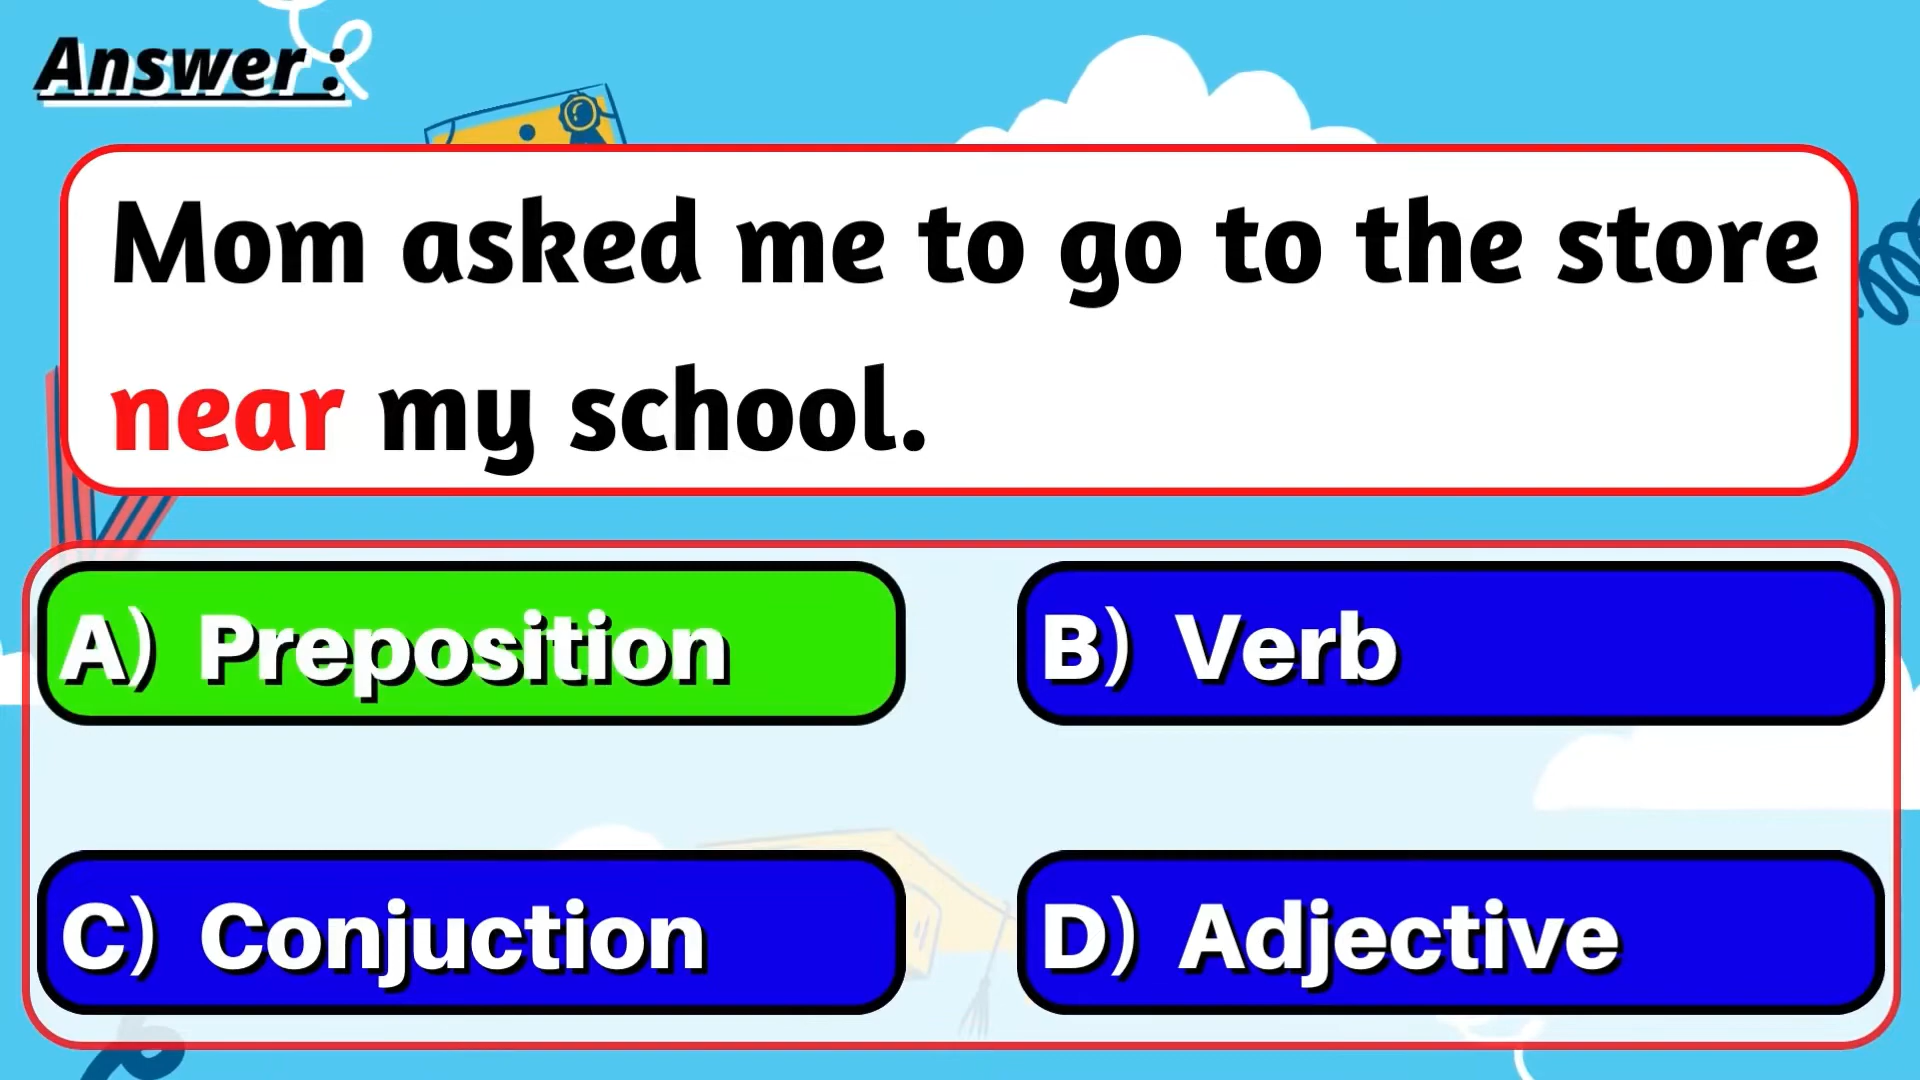 Answer :
Mom asked me to go to the store
near my school.
A) Preposition
B) Verb
C) Conjuction
D) Adjective